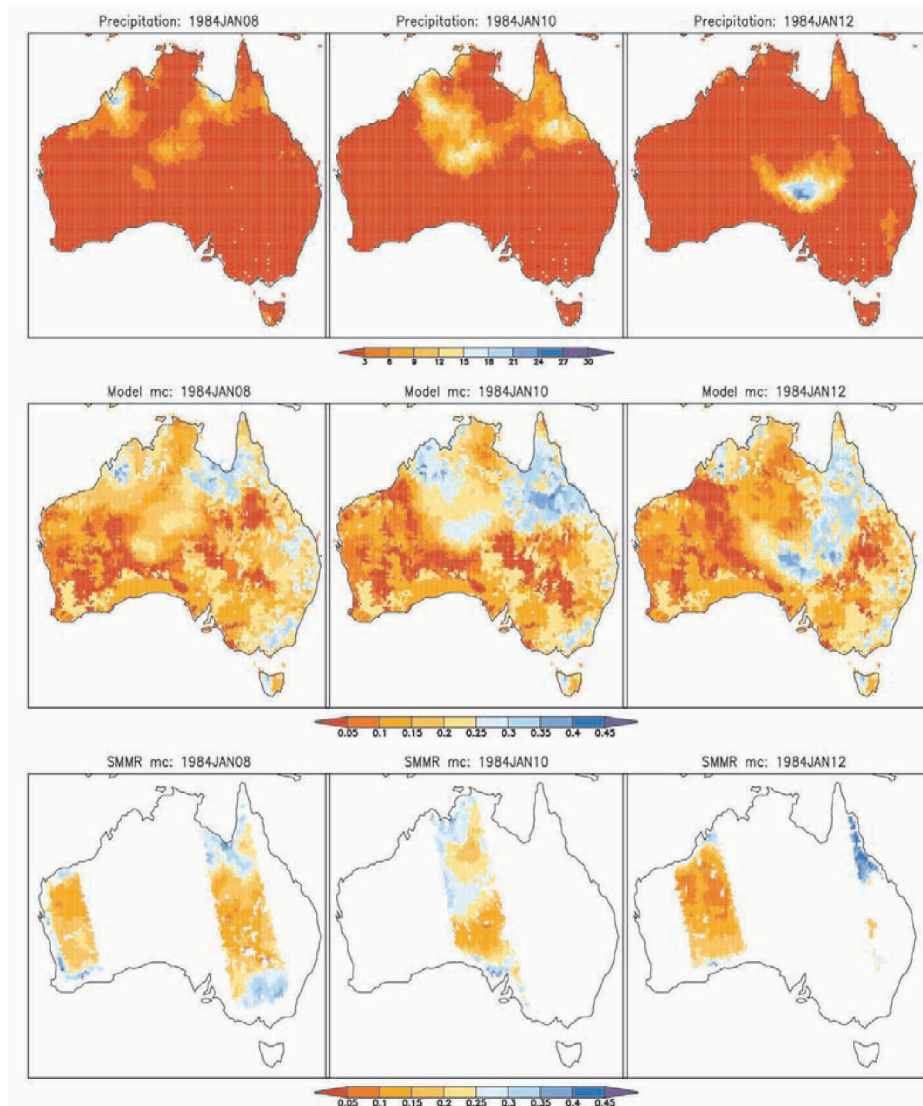 Precipitation: 1984JAN08
Precipitation: 1984JAN10
Precipitation: 1984JAN12
3 6 9 12 15 18 21 24 27 30
Model mc: 1984JAN08
Model mc: 1984JAN10
Model mc: 1984JAN12
0.05 0.1 0.15 0.2 0.25 0.3 0.35 0.4 0.45
SMMR mc: 1984JAN08
SMMR mc: 1984JAN10
SMMR mc: 1984JAN12
0.05 0.1 0.15 0.2 0.25 0.3 0.35 0.4 0.45